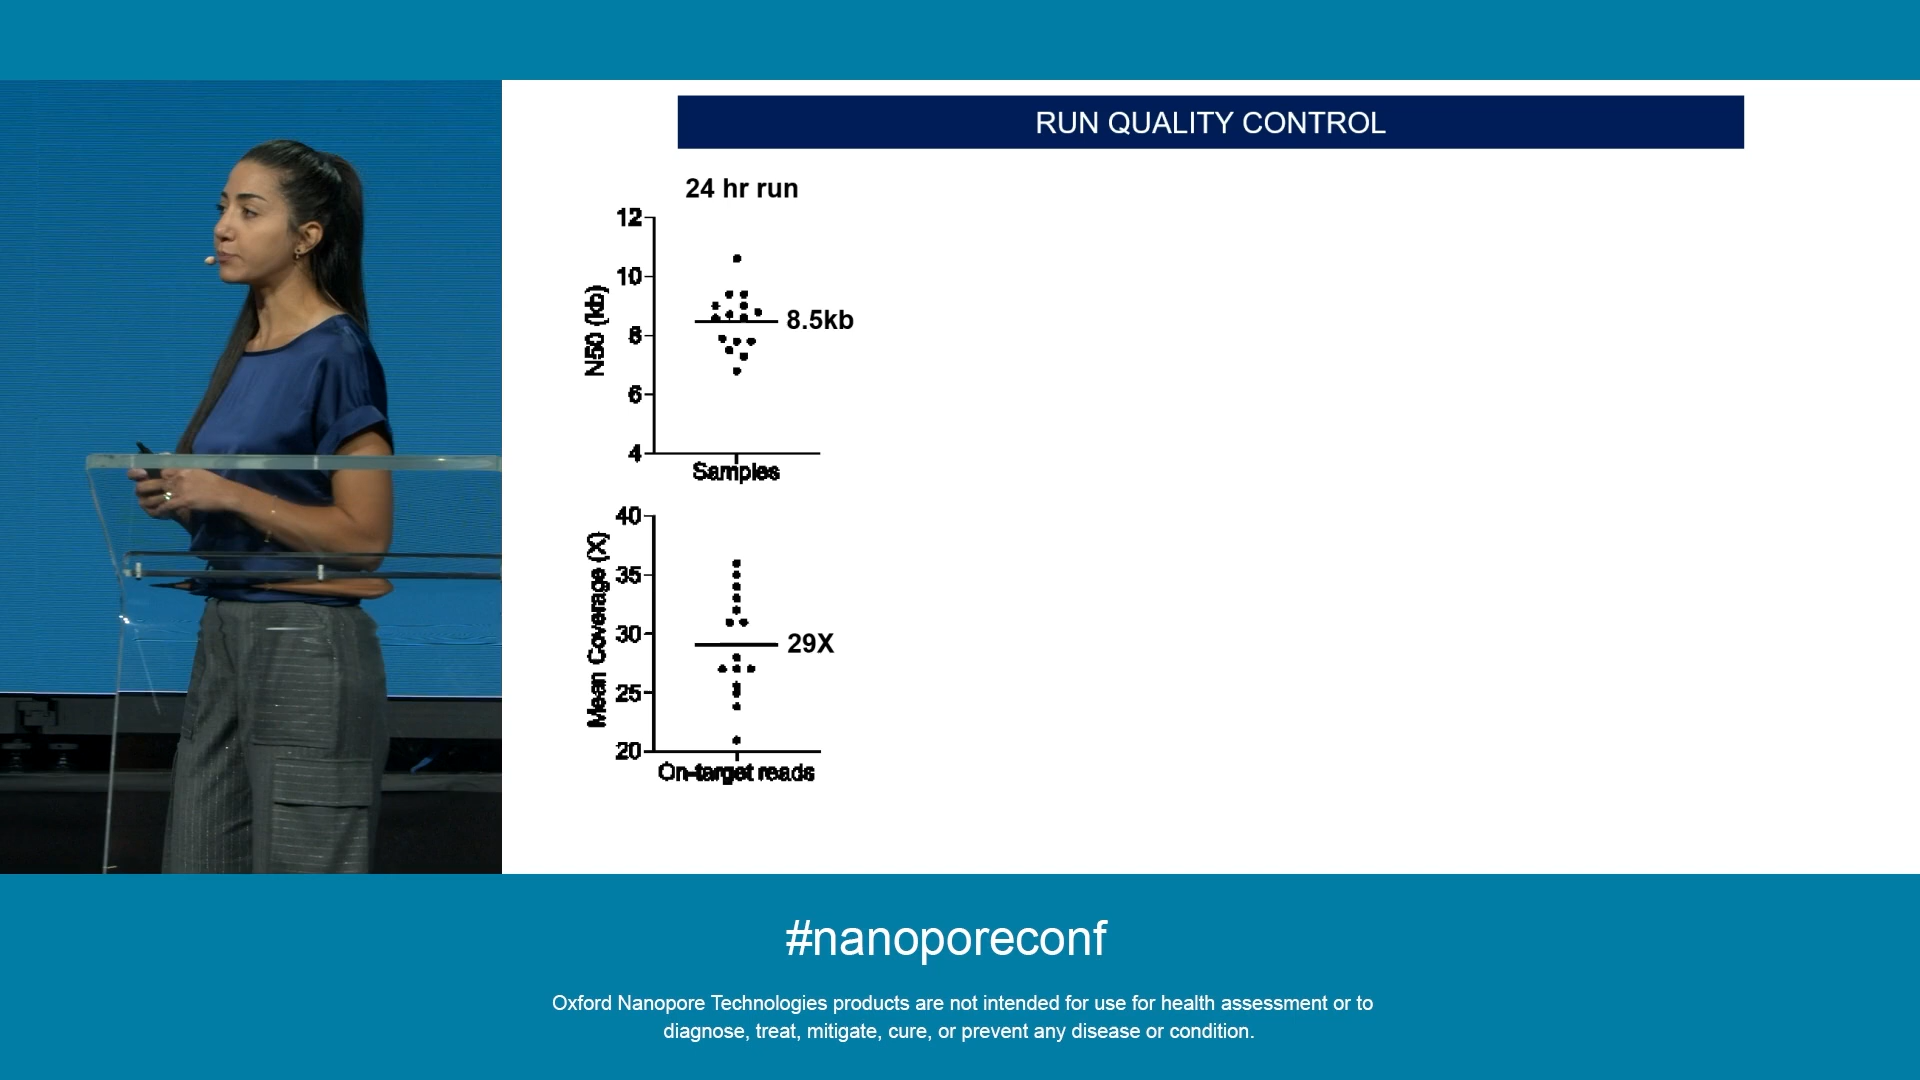 RUN QUALITY CONTROL
24 hr run
12
10
8
6
4
N50 (kb)
8.5kb
Samples
40
35
30
25
20
Mean Coverage (X)
29X
On-target reads
#nanoporeconf
Oxford Nanopore Technologies products are not intended for use for health assessment or to
diagnose, treat, mitigate, cure, or prevent any disease or condition.